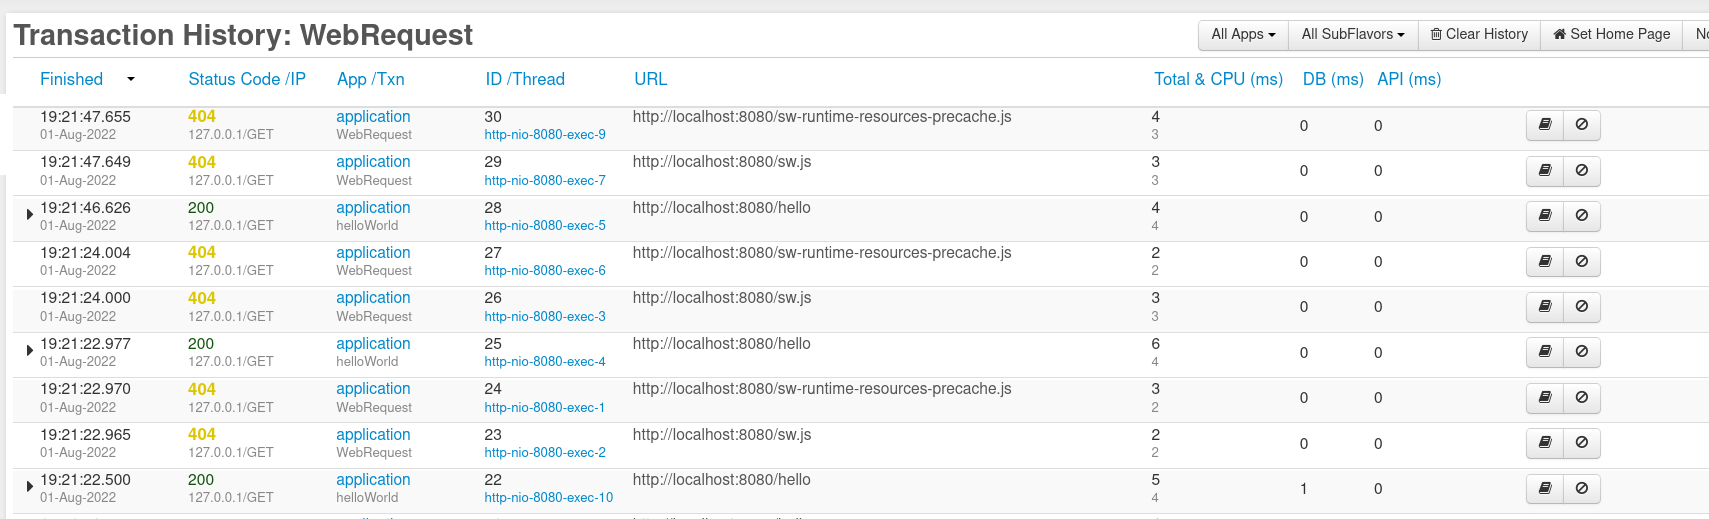 Transaction History: WebRequest
All Apps All SubFlavors Clear History Set Home Page
Finished Status Code /IP App /Txn ID /Thread URL Total & CPU (ms) DB (ms) API (ms)
19:21:47.655 404 application 30 http://localhost:8080/sw-runtime-resources-precache.js 4 0 0
01-Aug-2022 127.0.0.1/GET WebRequest http-nio-8080-exec-9 3
19:21:47.649 404 application 29 http://localhost:8080/sw.js 3 0 0
01-Aug-2022 127.0.0.1/GET WebRequest http-nio-8080-exec-7 3
19:21:46.626 200 application 28 http://localhost:8080/hello 4 0 0
01-Aug-2022 127.0.0.1/GET helloWorld http-nio-8080-exec-5 4
19:21:24.004 404 application 27 http://localhost:8080/sw-runtime-resources-precache.js 2 0 0
01-Aug-2022 127.0.0.1/GET WebRequest http-nio-8080-exec-6 2
19:21:24.000 404 application 26 http://localhost:8080/sw.js 3 0 0
01-Aug-2022 127.0.0.1/GET WebRequest http-nio-8080-exec-3 3
19:21:22.977 200 application 25 http://localhost:8080/hello 6 0 0
01-Aug-2022 127.0.0.1/GET helloWorld http-nio-8080-exec-4 4
19:21:22.970 404 application 24 http://localhost:8080/sw-runtime-resources-precache.js 3 0 0
01-Aug-2022 127.0.0.1/GET WebRequest http-nio-8080-exec-1 2
19:21:22.965 404 application 23 http://localhost:8080/sw.js 2 0 0
01-Aug-2022 127.0.0.1/GET WebRequest http-nio-8080-exec-2 2
19:21:22.500 200 application 22 http://localhost:8080/hello 5 1 0
01-Aug-2022 127.0.0.1/GET helloWorld http-nio-8080-exec-10 4